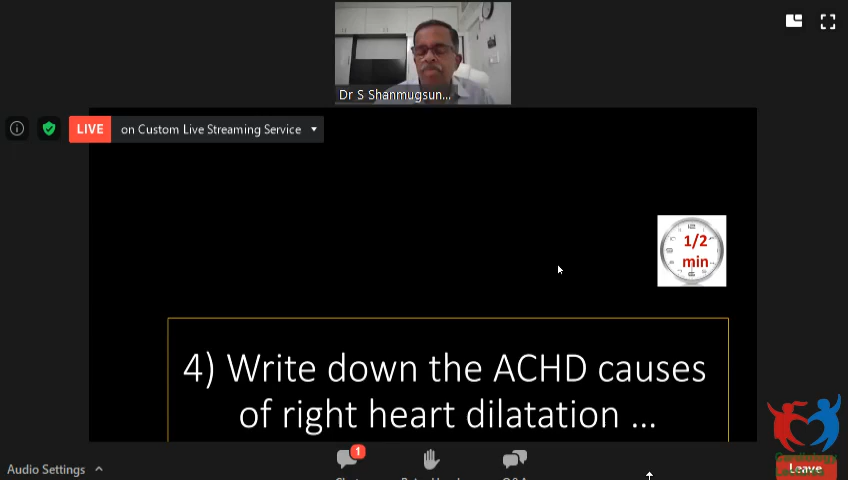 Dr S Shanmugsun...
LIVE on Custom Live Streaming Service
1/2
min
4) Write down the ACHD causes
of right heart dilatation ...
1
Audio Settings
Leave